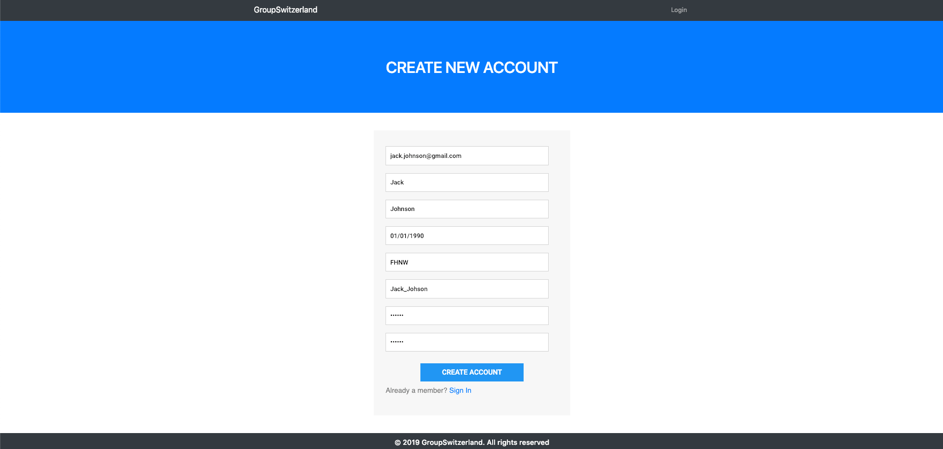 GroupSwitzerland
Login
CREATE NEW ACCOUNT
jack.johnson@gmail.com
Jack
Johnson
01/01/1990
FHNW
Jack_Johson
••••••
••••••
CREATE ACCOUNT
Already a member? Sign In
© 2019 GroupSwitzerland. All rights reserved